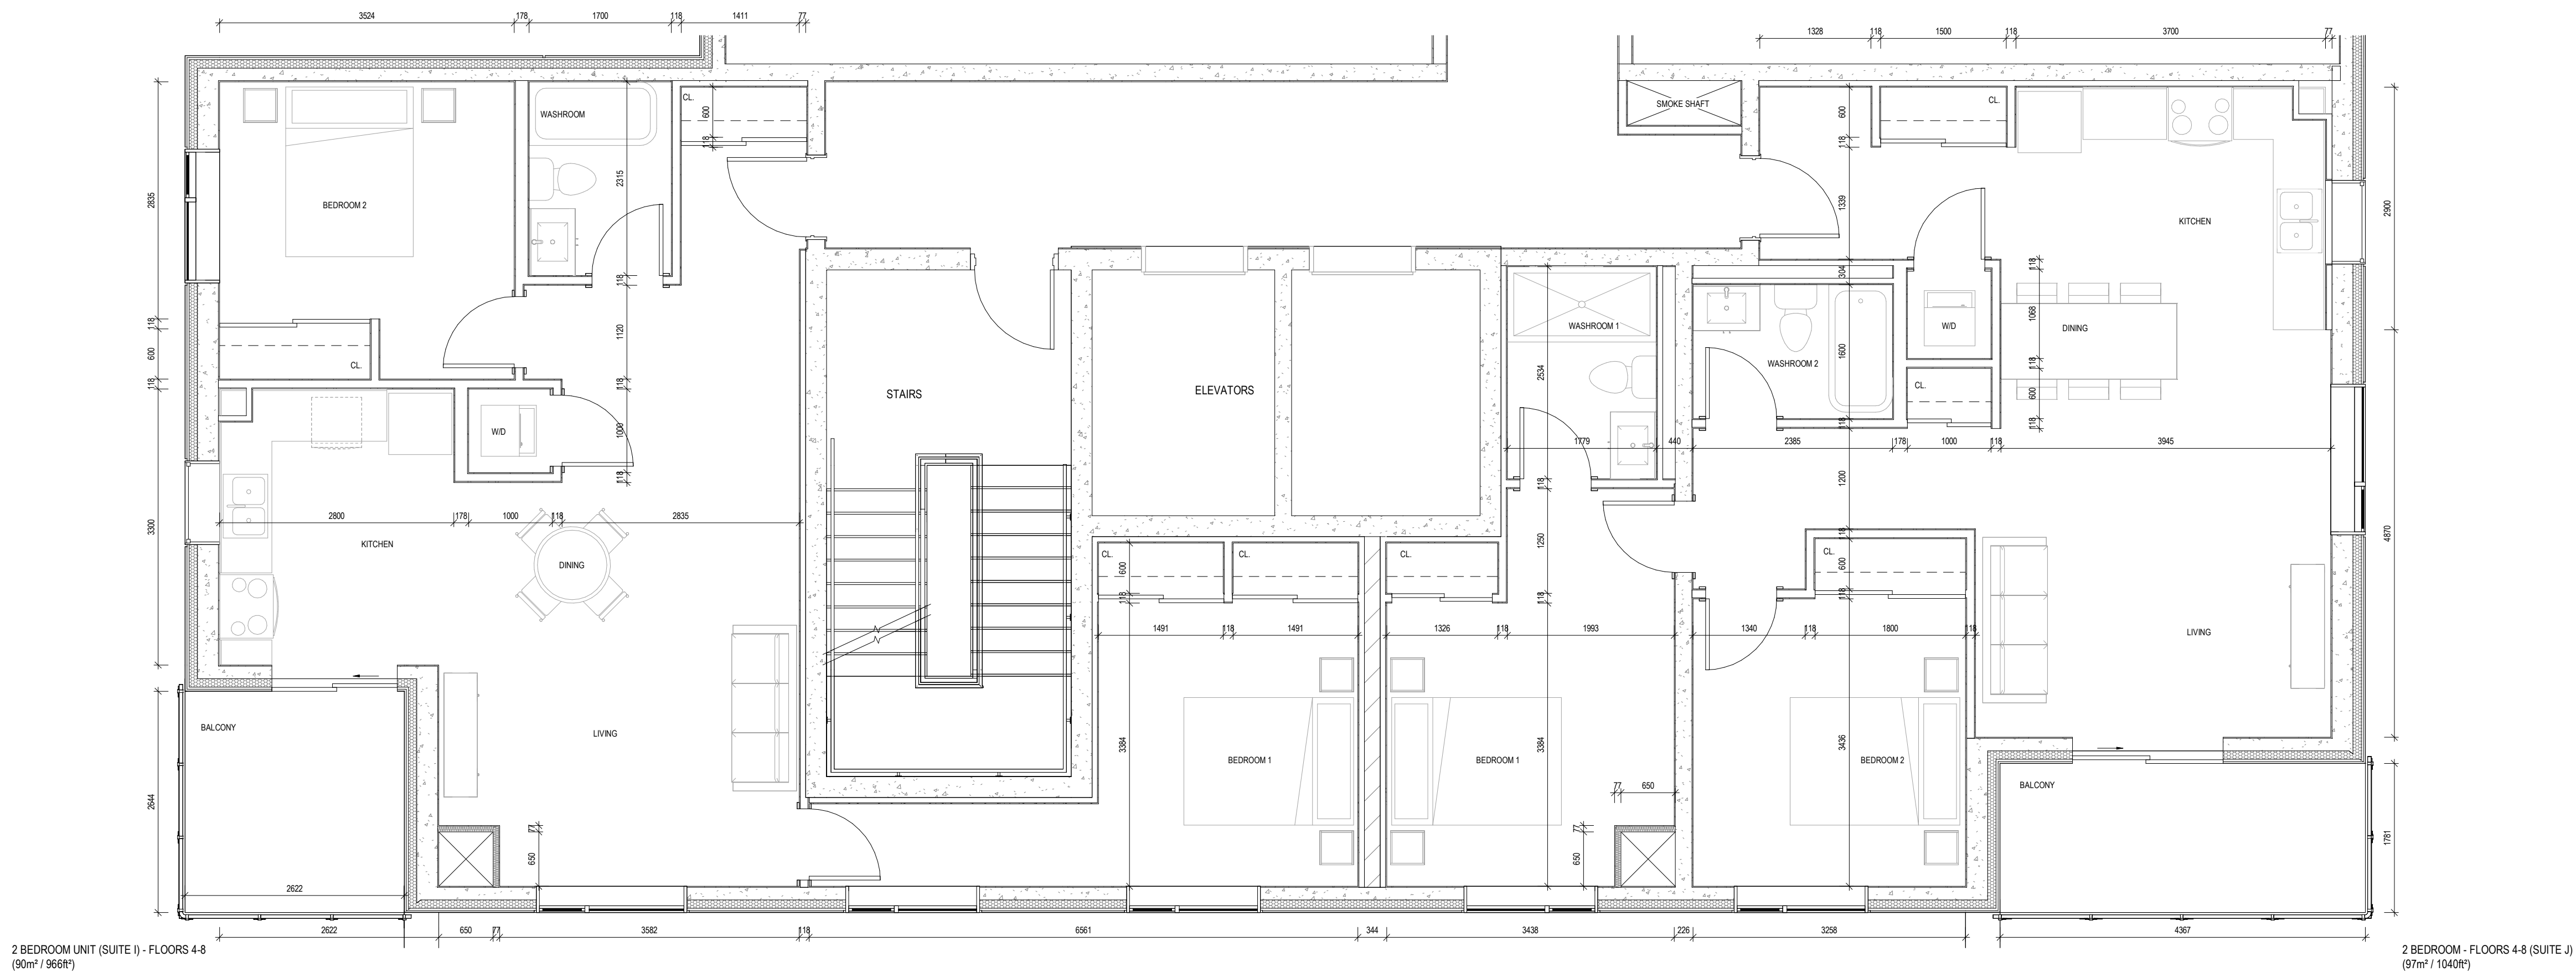 3524 178 1700 118 1411 77
1328 118 1500 118 3700 77
CL.
600
118
WASHROOM
2315
118
BEDROOM 2
2835
118
600
118
3300
2644
CL.
1120
118
1000
118
W/D
2800 178 1000 118 2835
KITCHEN
DINING
LIVING
BALCONY
2622
77
650
STAIRS
ELEVATORS
SMOKE SHAFT
CL.
600
118
1339
304
1600
118
1200
118
600
118
3436
KITCHEN
2900
4870
1781
WASHROOM 1
2534
118
1250
118
3384
WASHROOM 2
W/D
CL.
DINING
118
1068
118
600
118
1779 440 2385 178 1000 118 3945
CL.
CL.
CL.
CL.
600
118
3384
1491 118 1491
1326 118 1993
1340 118 1800 118
LIVING
BEDROOM 1
BEDROOM 1
BEDROOM 2
BALCONY
77 650
77
650
2622 650 77 3582 118 6561 344 3438 226 3258 4367
2 BEDROOM UNIT (SUITE I) - FLOORS 4-8
(90m² / 966ft²)
2 BEDROOM - FLOORS 4-8 (SUITE J)
(97m² / 1040ft²)